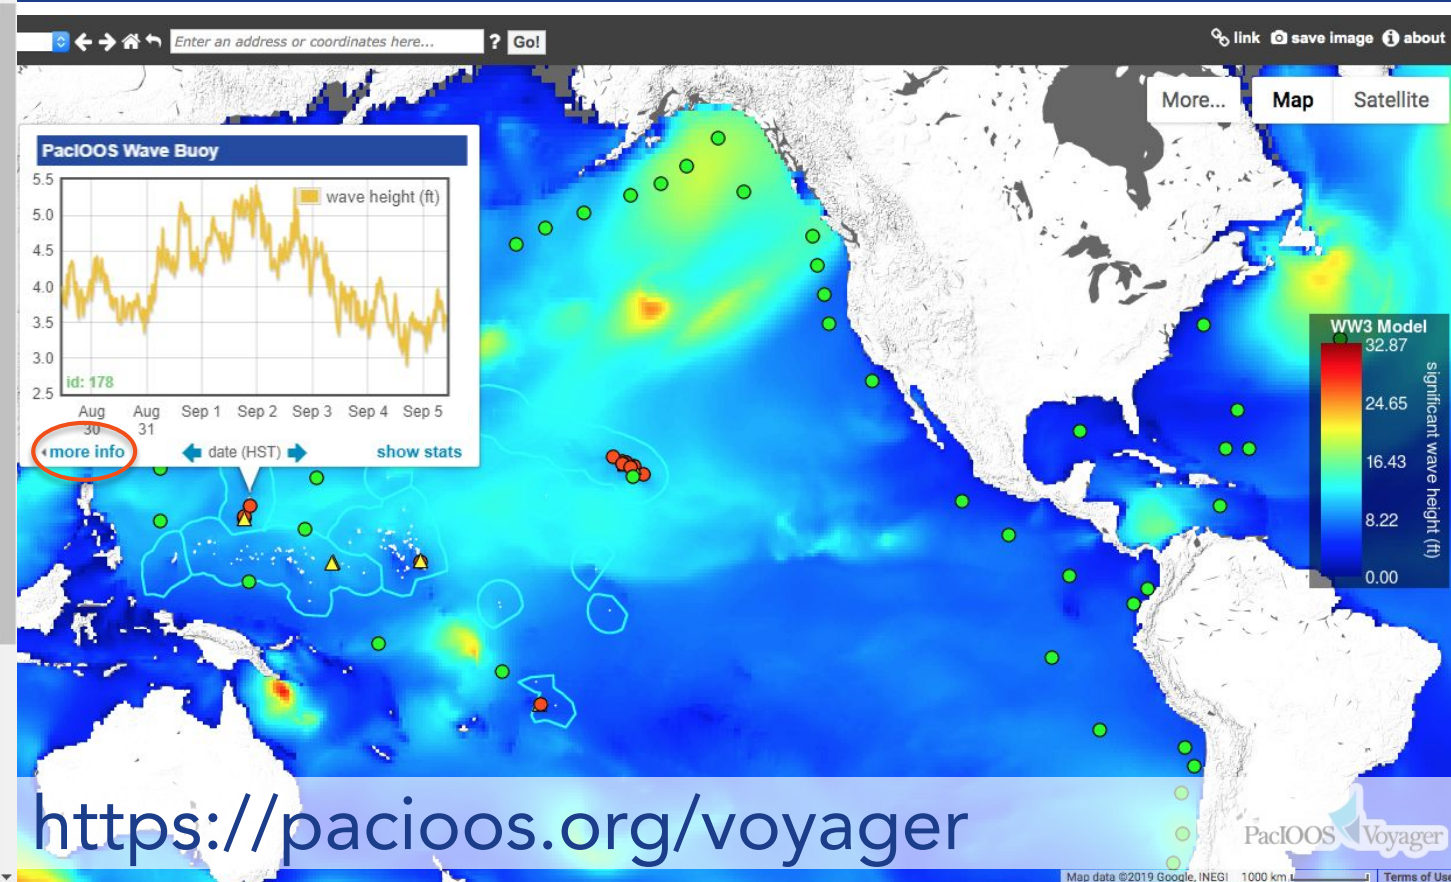 Enter an address or coordinates here... ? Go!
link save image about
More... Map Satellite
PacIOOS Wave Buoy
wave height (ft)
5.5
5.0
4.5
4.0
3.5
3.0
2.5
id: 178
Aug 30 Aug 31 Sep 1 Sep 2 Sep 3 Sep 4 Sep 5
more info date (HST) show stats
WW3 Model
32.87
24.65
16.43
8.22
0.00
significant wave height (ft)
https://pacioos.org/voyager
PacIOOS Voyager
Map data ©2019 Google, INEGI 1000 km Terms of Us